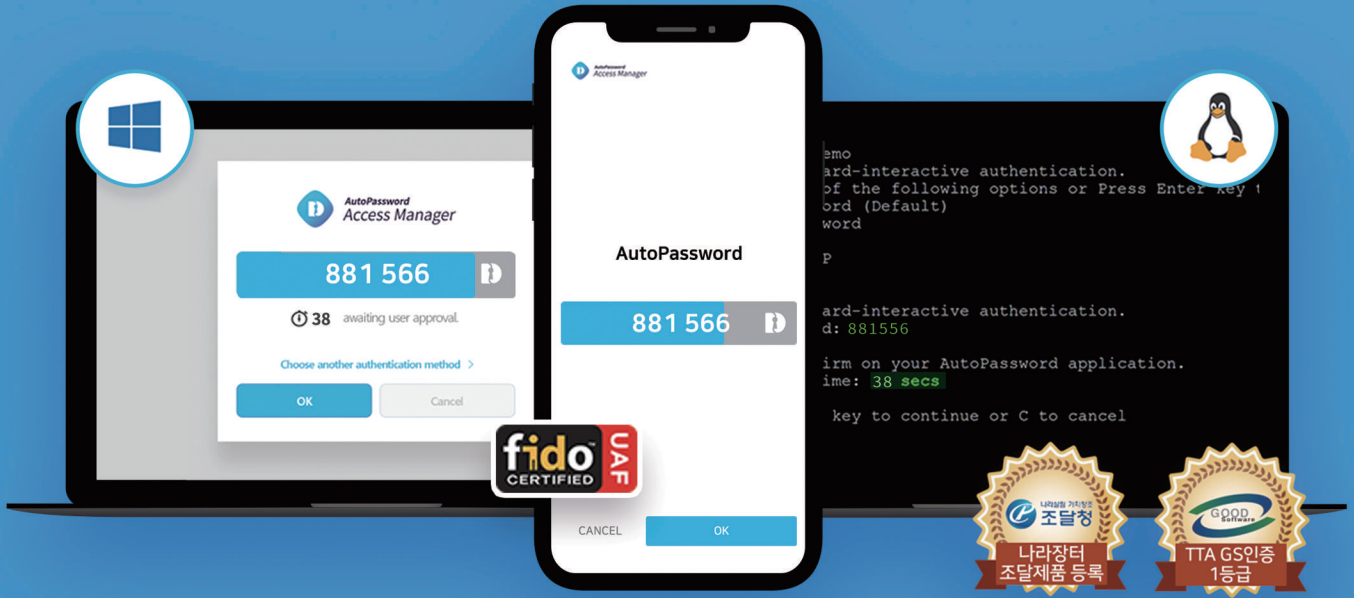 AutoPassword
Access Manager
881 566
38 awaiting user approval.
Choose another authentication method >
OK
Cancel
AutoPassword
Access Manager
AutoPassword
881 566
CANCEL
OK
fido™
CERTIFIED
UAF
emo
ard-interactive authentication.
of the following options or Press Enter key t
ord (Default)
word
P
ard-interactive authentication.
d: 881556
irm on your AutoPassword application.
ime: 38 secs
key to continue or C to cancel
조달청
나라장터
조달제품 등록
GOOD
Software
TTA GS인증
1등급